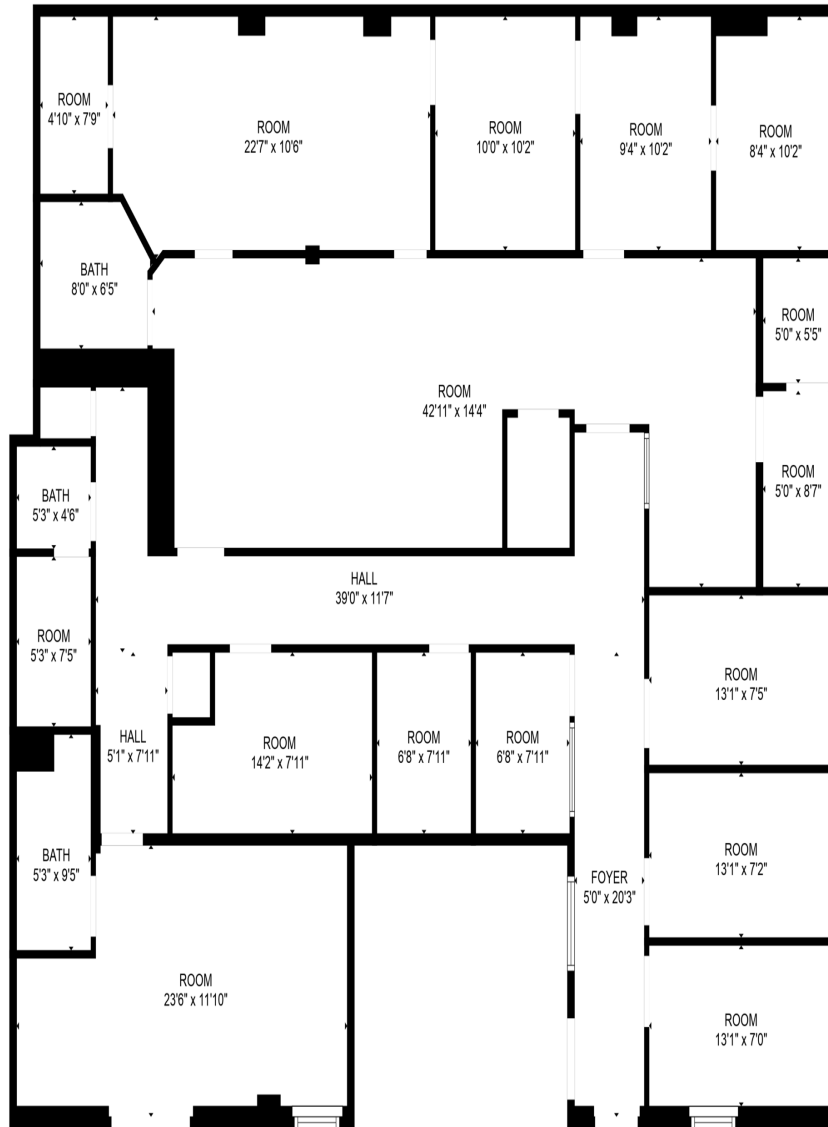 ROOM
4'10" x 7'9"
ROOM
22'7" x 10'6"
ROOM
10'0" x 10'2"
ROOM
9'4" x 10'2"
ROOM
8'4" x 10'2"
BATH
8'0" x 6'5"
ROOM
5'0" x 5'5"
ROOM
42'11" x 14'4"
ROOM
5'0" x 8'7"
BATH
5'3" x 4'6"
HALL
39'0" x 11'7"
ROOM
5'3" x 7'5"
ROOM
13'1" x 7'5"
HALL
5'1" x 7'11"
ROOM
14'2" x 7'11"
ROOM
6'8" x 7'11"
ROOM
6'8" x 7'11"
BATH
5'3" x 9'5"
ROOM
13'1" x 7'2"
FOYER
5'0" x 20'3"
ROOM
23'6" x 11'10"
ROOM
13'1" x 7'0"